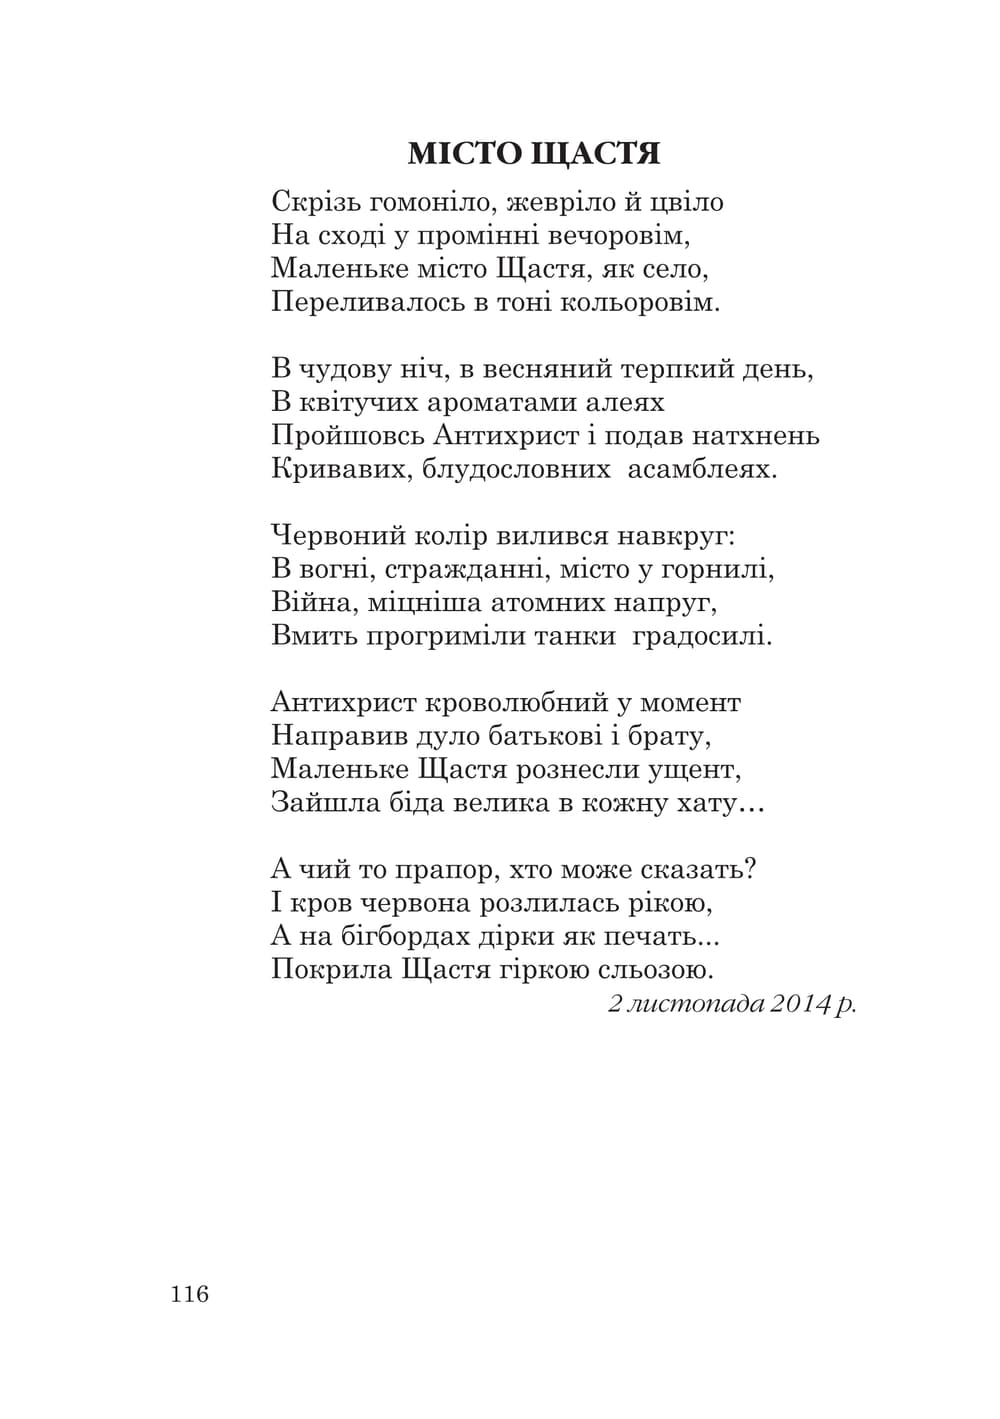 МІСТО ЩАСТЯ
Скрізь гомоніло, жевріло й цвіло
На сході у промінні вечоровім,
Маленьке місто Щастя, як село,
Переливалось в тоні кольоровім.
В чудову ніч, в весняний терпкий день,
В квітучих ароматами алеях
Пройшовсь Антихрист і подав натхнень
Кривавих, блудословних  асамблеях.
Червоний колір вилився навкруг:
В вогні, стражданні, місто у горнилі,
Війна, міцніша атомних напруг,
Вмить прогриміли танки  градосилі.
Антихрист кроволюбний у момент
Направив дуло батькові і брату,
Маленьке Щастя рознесли ущент,
Зайшла біда велика в кожну хату...
А чий то прапор, хто може сказать?
І кров червона розлилась рікою,
А на бігбордах дірки як печать...
Покрила Щастя гіркою сльозою.
2 листопада 2014 р.
116